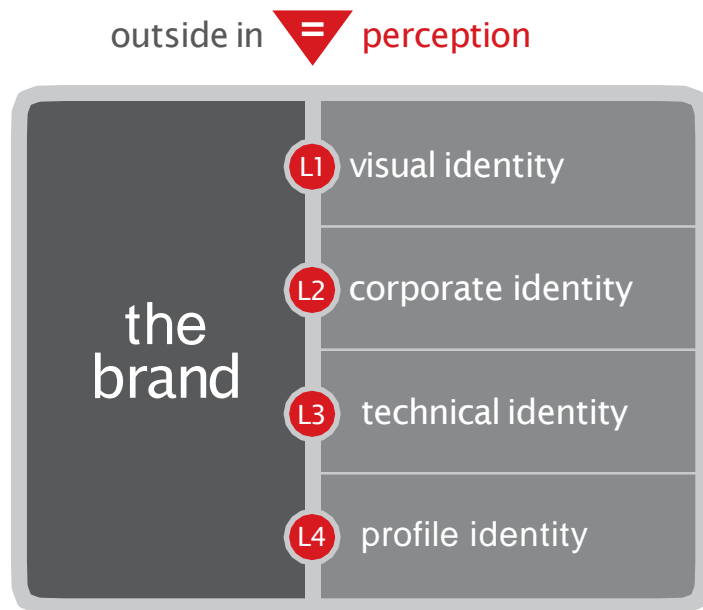 outside in = perception
L1 visual identity
L2 corporate identity
the
brand
L3 technical identity
L4 profile identity